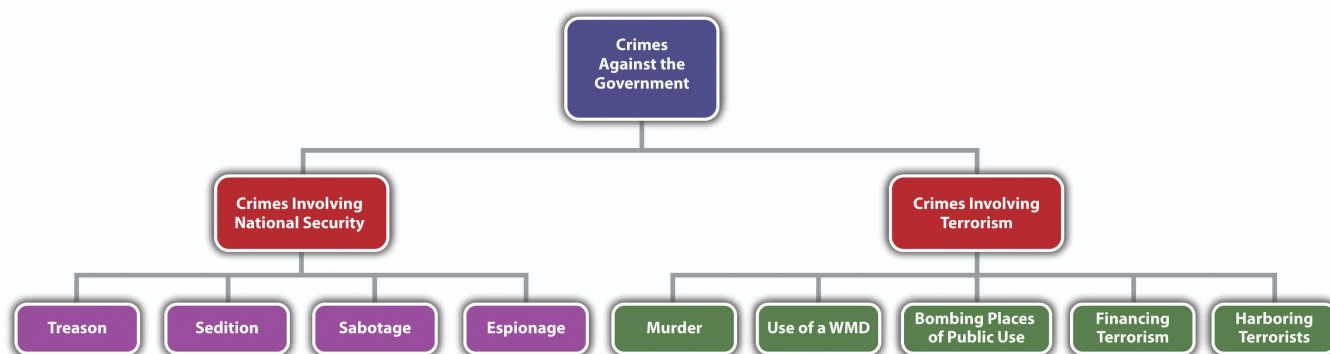 Crimes
Against the
Government
Crimes Involving
National Security
Crimes Involving
Terrorism
Treason
Sedition
Sabotage
Espionage
Murder
Use of a WMD
Bombing Places
of Public Use
Financing
Terrorism
Harboring
Terrorists